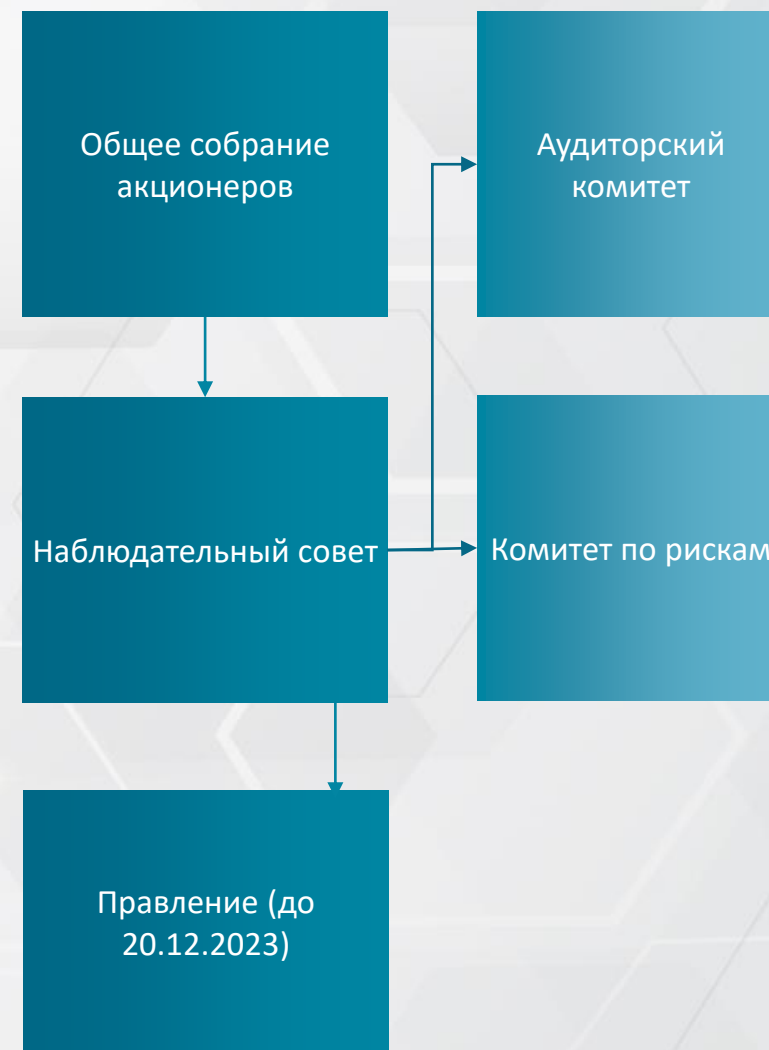 Общее собрание
акционеров
Аудиторский
комитет
Наблюдательный совет
Комитет по рискам
Правление (до
20.12.2023)